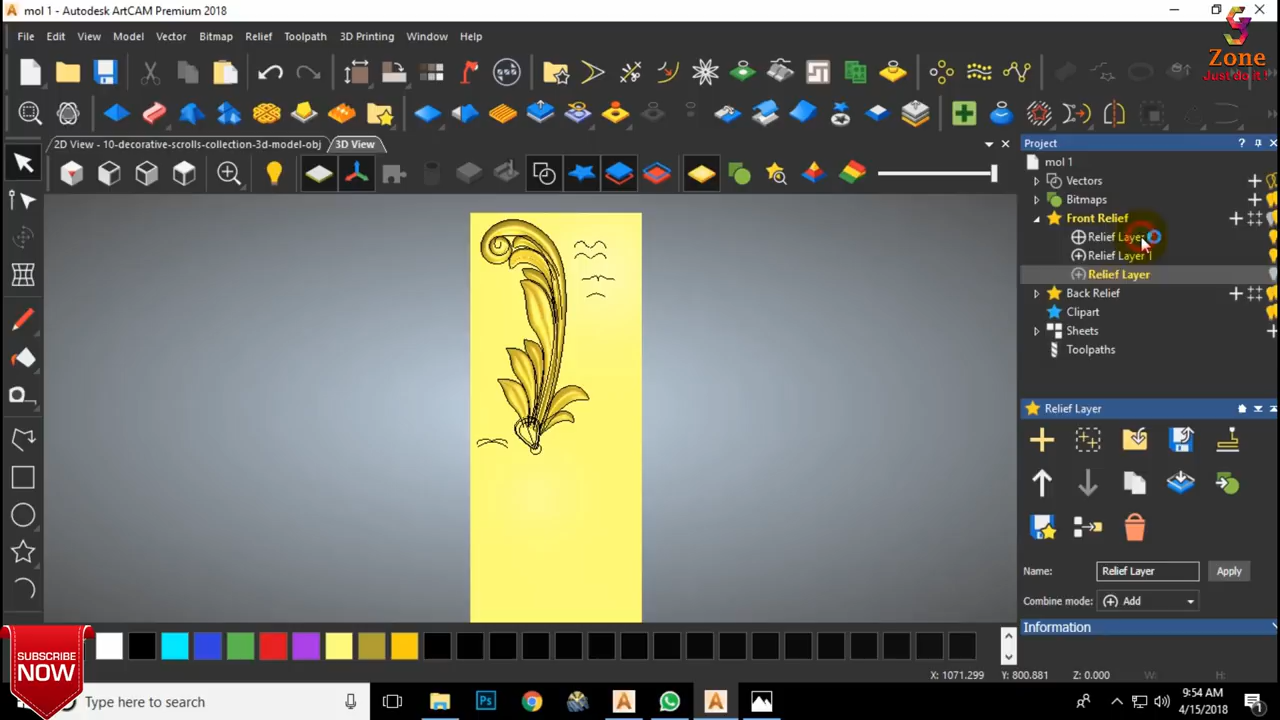 mol 1 - Autodesk ArtCAM Premium 2018
File Edit View Model Vector Bitmap Relief Toolpath 3D Printing Window Help
Zone
Just do it !
2D View - 10-decorative-scrolls-collection-3d-model-obj 3D View
Project
mol 1
Vectors
Bitmaps
Front Relief
Relief Layer
Relief Layer 1
Relief Layer
Back Relief
Clipart
Sheets
Toolpaths
Relief Layer
Name: Relief Layer Apply
Combine mode: Add
Information
SUBSCRIBE
NOW
X: 1071.299 Y: 800.881 Z: 0.000 W: H:
Type here to search
9:54 AM
4/15/2018